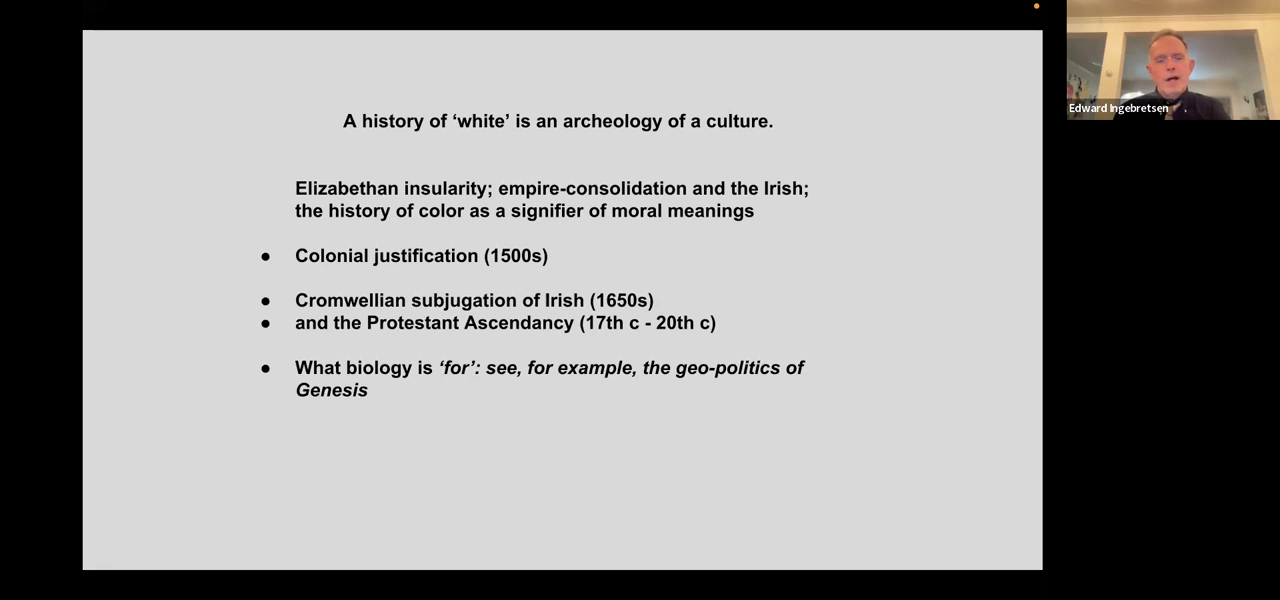 A history of ‘white’ is an archeology of a culture.
Elizabethan insularity; empire-consolidation and the Irish;
the history of color as a signifier of moral meanings
● Colonial justification (1500s)
● Cromwellian subjugation of Irish (1650s)
● and the Protestant Ascendancy (17th c - 20th c)
● What biology is ‘for’: see, for example, the geo-politics of
Genesis
Edward Ingebretsen